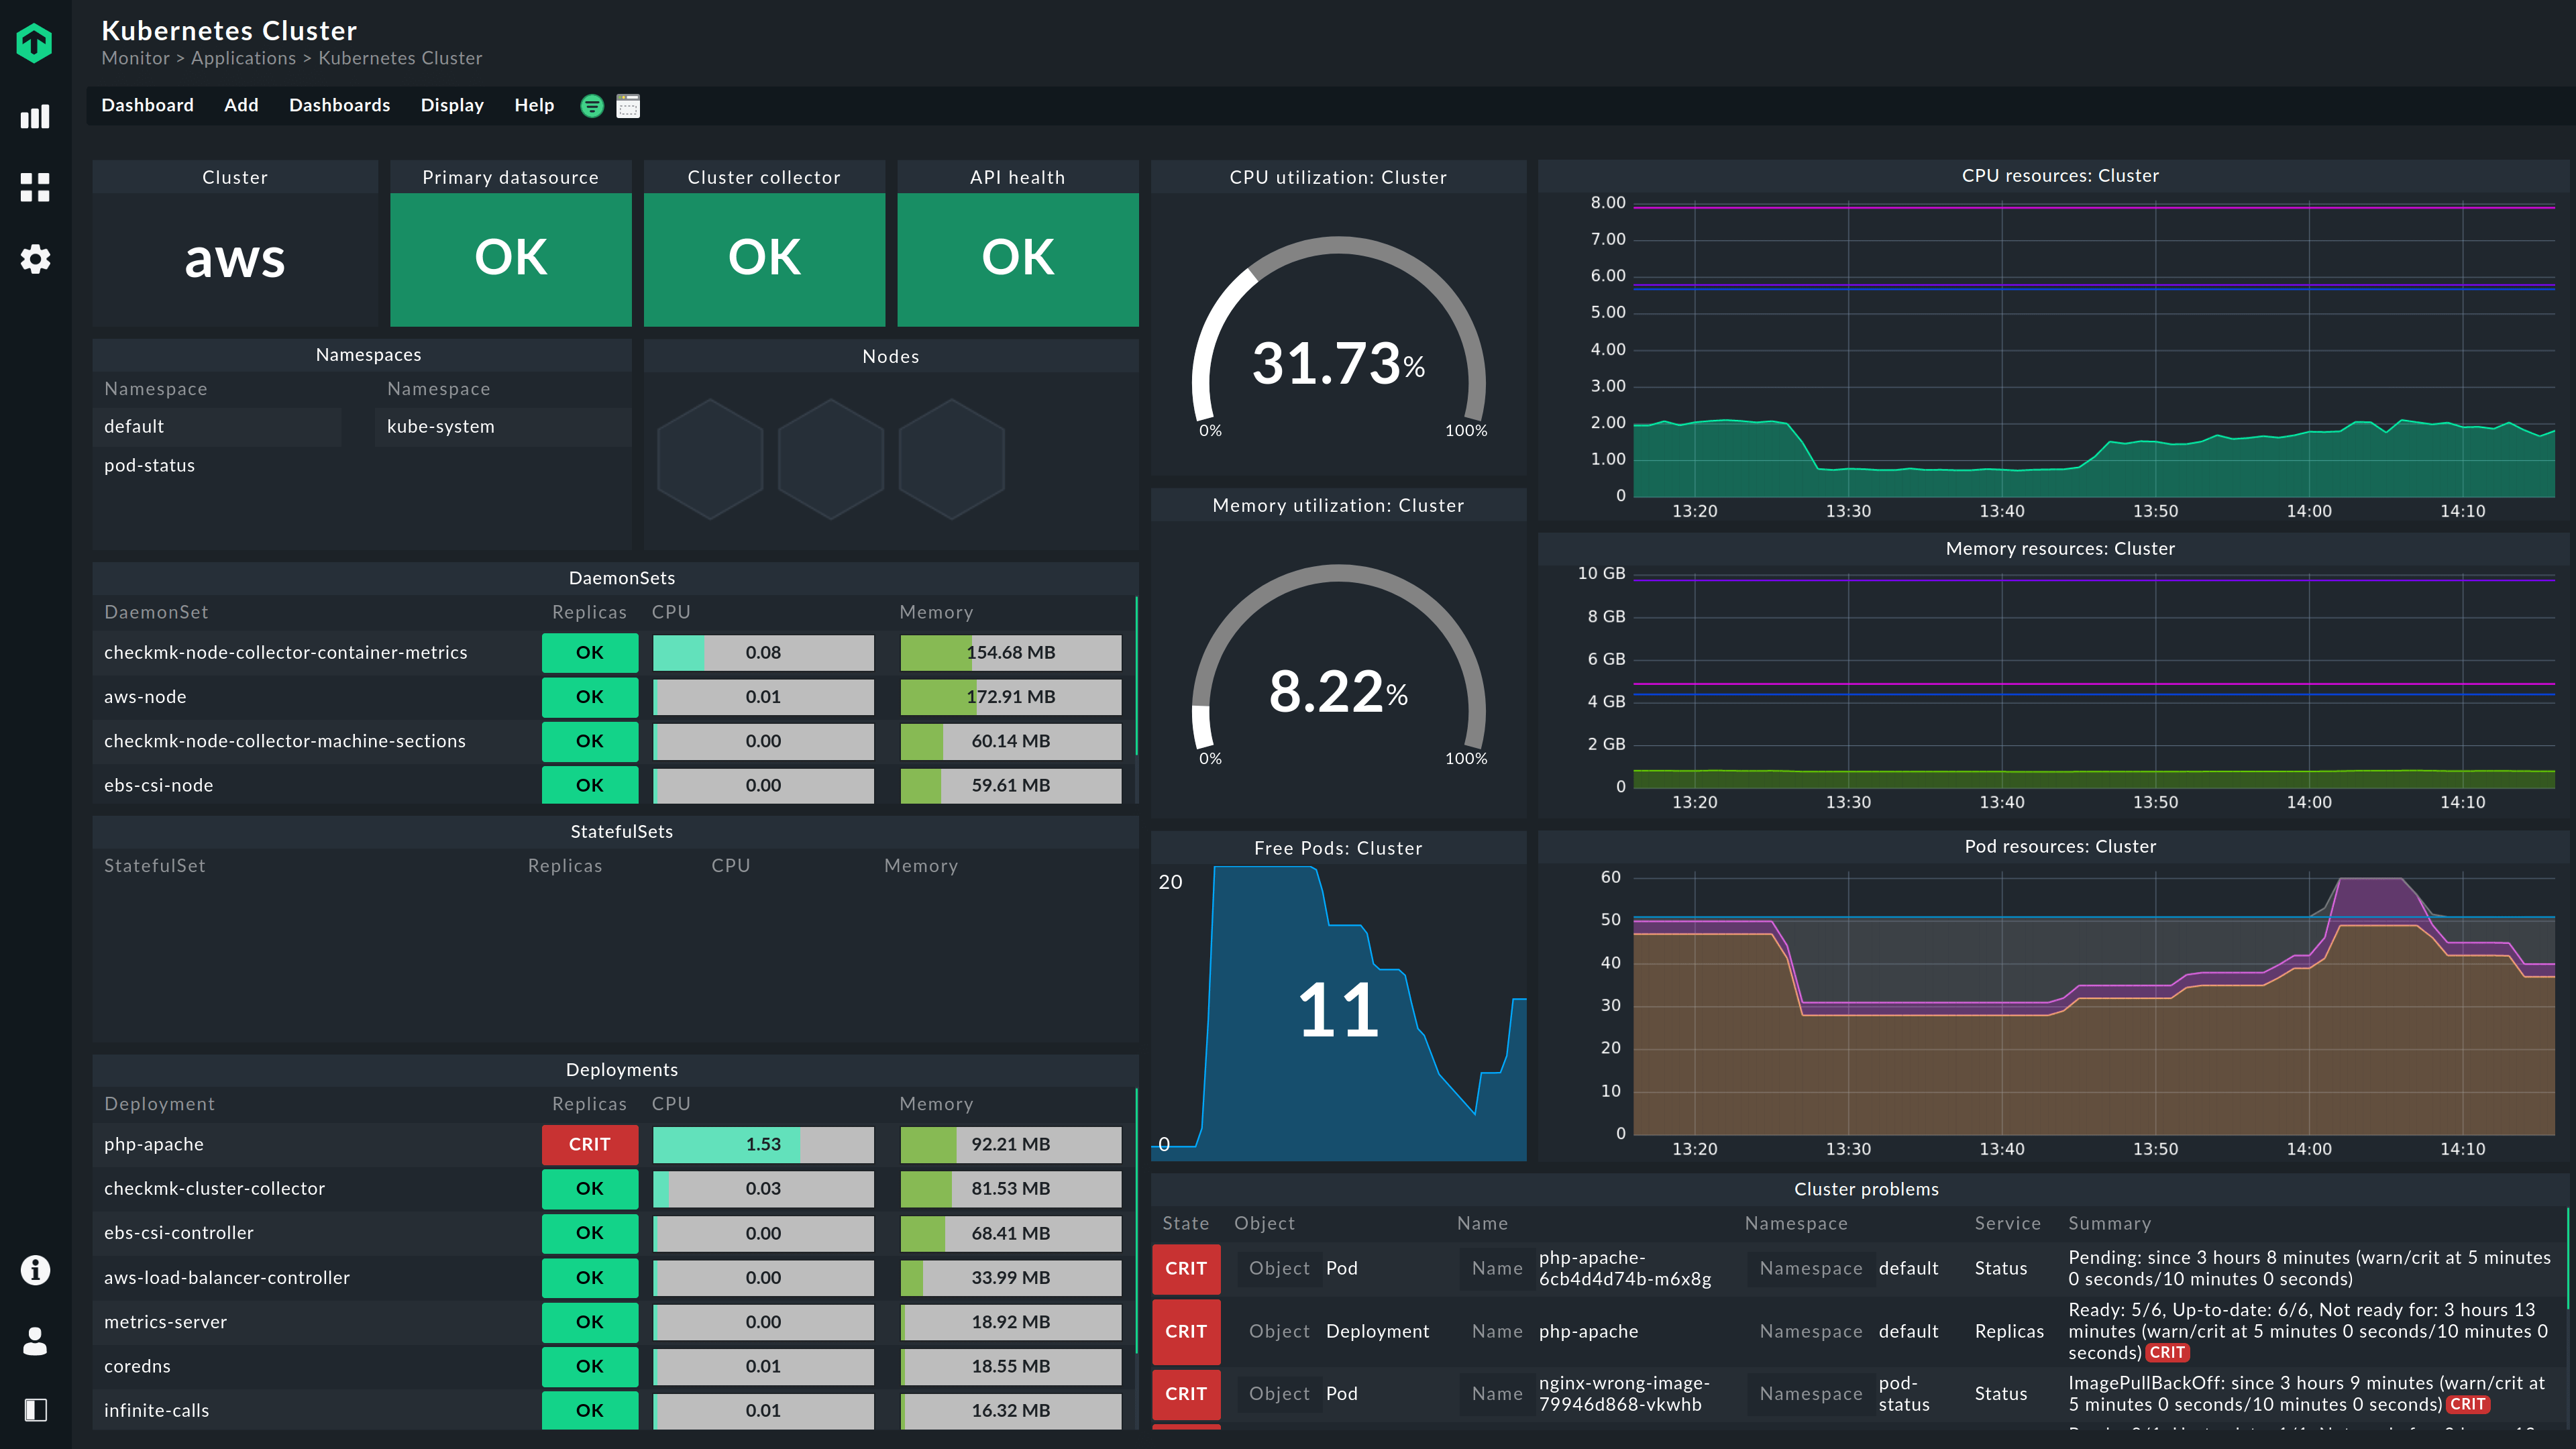 Kubernetes Cluster
Monitor > Applications > Kubernetes Cluster
Dashboard Add Dashboards Display Help
Cluster
aws
Primary datasource
OK
Cluster collector
OK
API health
OK
Namespaces
Namespace Namespace
default kube-system
pod-status
Nodes
DaemonSets
DaemonSet Replicas CPU Memory
checkmk-node-collector-container-metrics OK 0.08 154.68 MB
aws-node OK 0.01 172.91 MB
checkmk-node-collector-machine-sections OK 0.00 60.14 MB
ebs-csi-node OK 0.00 59.61 MB
StatefulSets
StatefulSet Replicas CPU Memory
Deployments
Deployment Replicas CPU Memory
php-apache CRIT 1.53 92.21 MB
checkmk-cluster-collector OK 0.03 81.53 MB
ebs-csi-controller OK 0.00 68.41 MB
aws-load-balancer-controller OK 0.00 33.99 MB
metrics-server OK 0.00 18.92 MB
coredns OK 0.01 18.55 MB
infinite-calls OK 0.01 16.32 MB
CPU utilization: Cluster
31.73%
0% 100%
Memory utilization: Cluster
8.22%
0% 100%
Free Pods: Cluster
20
11
0
CPU resources: Cluster
8.00
7.00
6.00
5.00
4.00
3.00
2.00
1.00
0
13:20 13:30 13:40 13:50 14:00 14:10
Memory resources: Cluster
10 GB
8 GB
6 GB
4 GB
2 GB
0
13:20 13:30 13:40 13:50 14:00 14:10
Pod resources: Cluster
60
50
40
30
20
10
0
13:20 13:30 13:40 13:50 14:00 14:10
Cluster problems
State Object Name Namespace Service Summary
CRIT Object Pod Name php-apache-
6cb4d4d74b-m6x8g Namespace default Status Pending: since 3 hours 8 minutes (warn/crit at 5 minutes
0 seconds/10 minutes 0 seconds)
CRIT Object Deployment Name php-apache Namespace default Replicas Ready: 5/6, Up-to-date: 6/6, Not ready for: 3 hours 13
minutes (warn/crit at 5 minutes 0 seconds/10 minutes 0
seconds) CRIT
CRIT Object Pod Name nginx-wrong-image-
79946d868-vkwhb Namespace pod-
status Status ImagePullBackOff: since 3 hours 9 minutes (warn/crit at
5 minutes 0 seconds/10 minutes 0 seconds) CRIT